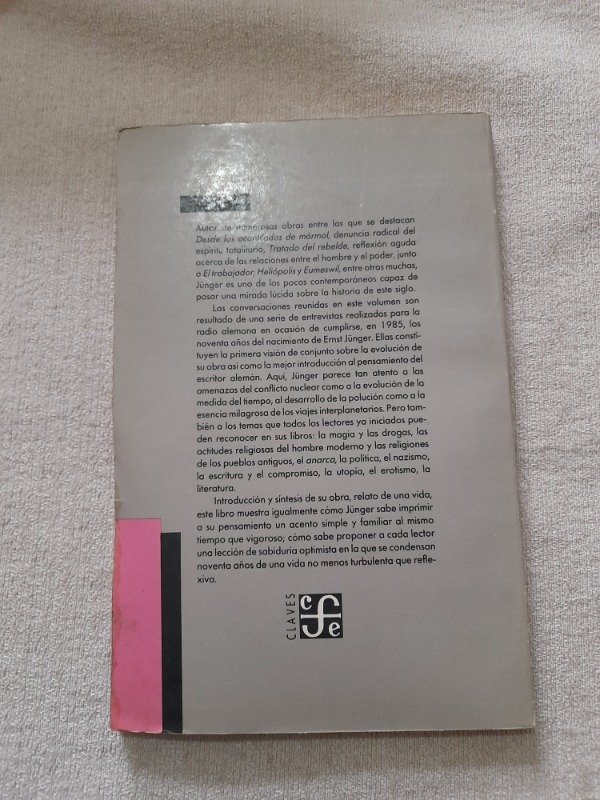 Autor de numerosas obras entre las que se destacan
Desde los acantilados de mármol, denuncia radical del
espíritu totalitario, Tratado del rebelde, reflexión aguda
acerca de las relaciones entre el hombre y el poder, junto
a El trabajador, Heliópolis y Eumeswil, entre otras muchas,
Jünger es uno de los pocos contemporáneos capaz de
posar una mirada lúcida sobre la historia de este siglo.
Las conversaciones reunidas en este volumen son
resultado de una serie de entrevistas realizadas para la
radio alemana en ocasión de cumplirse, en 1985, los
noventa años del nacimiento de Ernst Jünger. Ellas consti-
tuyen la primera visión de conjunto sobre la evolución de
su obra así como la mejor introducción al pensamiento del
escritor alemán. Aquí, Jünger parece tan atento a las
amenazas del conflicto nuclear como a la evolución de la
medida del tiempo, al desarrollo de la polución como a la
esencia milagrosa de los viajes interplanetarios. Pero tam-
bién a los temas que todos los lectores ya iniciados pue-
den reconocer en sus libros: la magia y las drogas, las
actitudes religiosas del hombre moderno y las religiones
de los pueblos antiguos, el anarca, la política, el nazismo,
la escritura y el compromiso, la utopía, el erotismo, la
literatura.
Introducción y síntesis de su obra, relato de una vida,
este libro muestra igualmente cómo Jünger sabe imprimir
a su pensamiento un acento simple y familiar al mismo
tiempo que vigoroso; cómo sabe proponer a cada lector
una lección de sabiduría optimista en la que se condensan
noventa años de una vida no menos turbulenta que refle-
xiva.
CLAVES
cfe